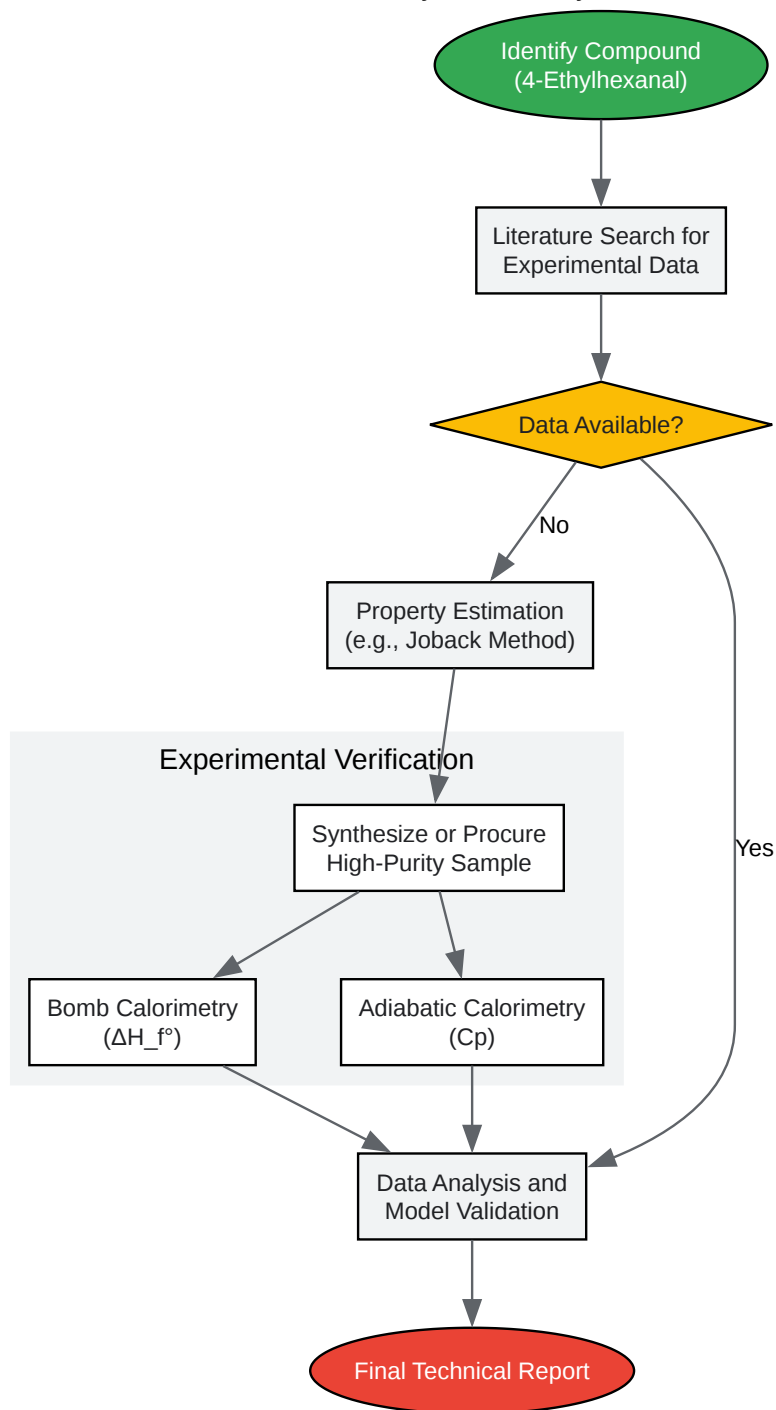 Identify Compound
(4-Ethylhexanal)
Literature Search for
Experimental Data
Data Available?
No
Property Estimation
(e.g., Joback Method)
Experimental Verification
Synthesize or Procure
High-Purity Sample
Yes
Bomb Calorimetry
(ΔH_f°)
Adiabatic Calorimetry
(Cp)
Data Analysis and
Model Validation
Final Technical Report